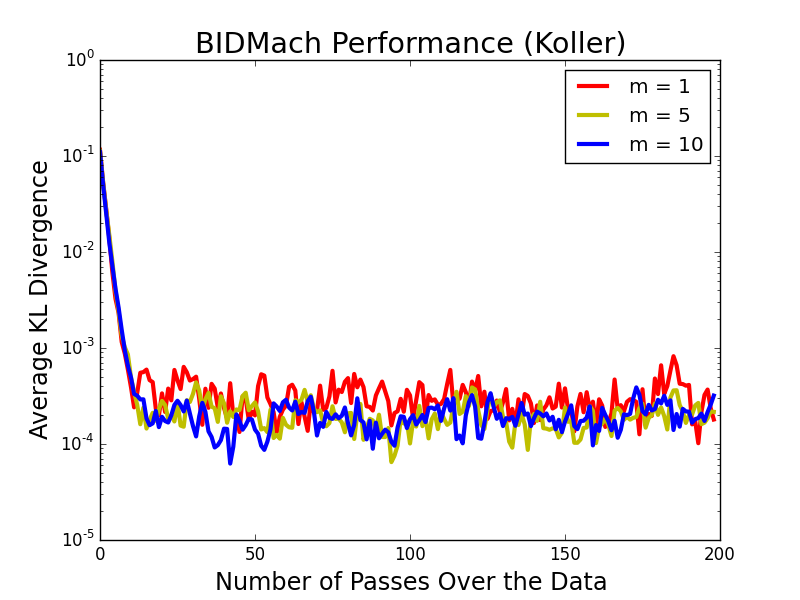 BIDMach Performance (Koller)
10^0
10^-1
10^-2
10^-3
10^-4
10^-5
Average KL Divergence
m = 1
m = 5
m = 10
0 50 100 150 200
Number of Passes Over the Data